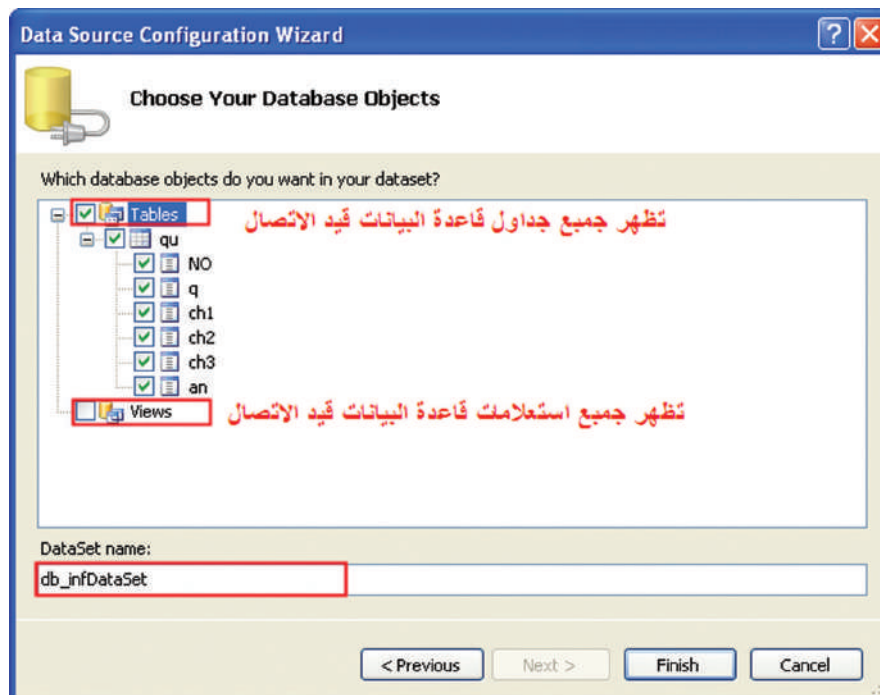 Data Source Configuration Wizard
Choose Your Database Objects
Which database objects do you want in your dataset?
Tables تظهر جميع جداول قاعدة البيانات قيد الاتصال
qu
NO
q
ch1
ch2
ch3
an
Views تظهر جميع استعلامات قاعدة البيانات قيد الاتصال
DataSet name:
db_infDataSet
< Previous Next > Finish Cancel